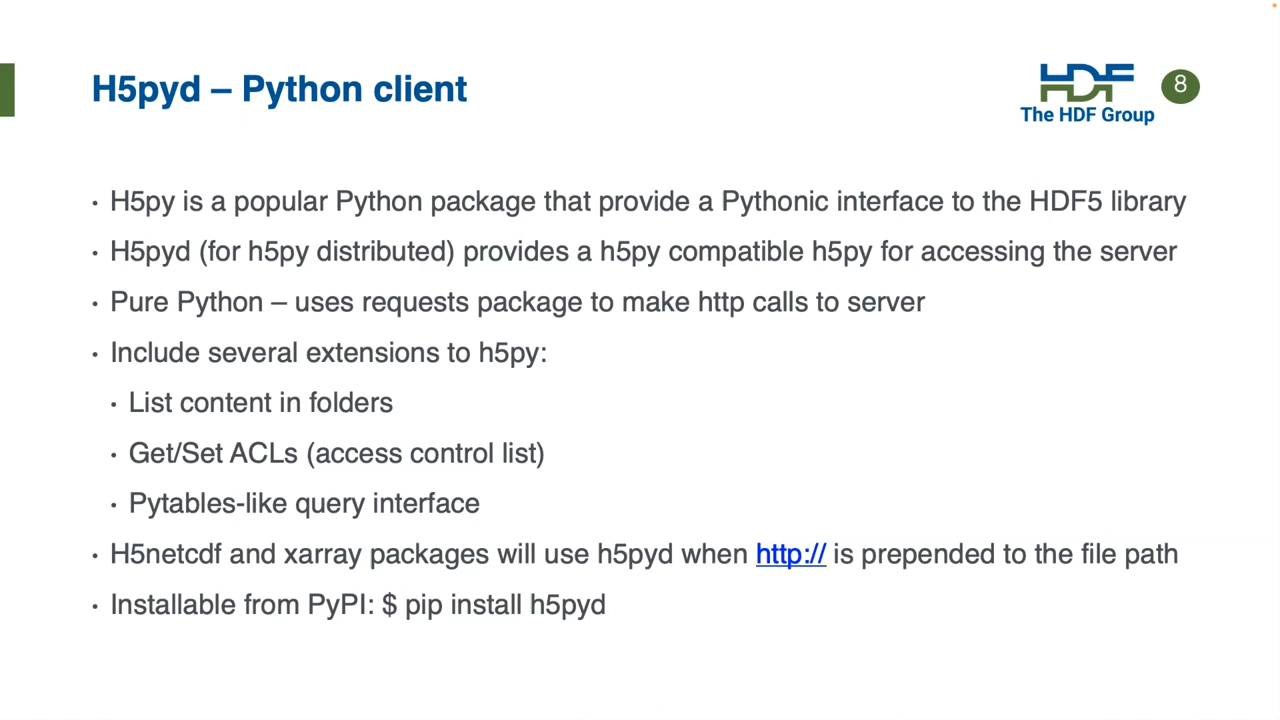 H5pyd – Python client
HDF
The HDF Group
8
• H5py is a popular Python package that provide a Pythonic interface to the HDF5 library
• H5pyd (for h5py distributed) provides a h5py compatible h5py for accessing the server
• Pure Python – uses requests package to make http calls to server
• Include several extensions to h5py:
• List content in folders
• Get/Set ACLs (access control list)
• Pytables-like query interface
• H5netcdf and xarray packages will use h5pyd when http:// is prepended to the file path
• Installable from PyPI: $ pip install h5pyd